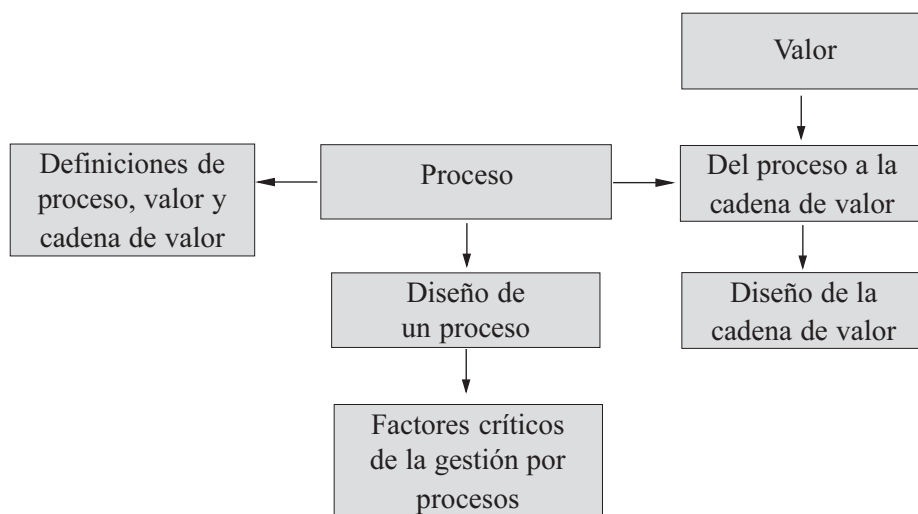 Valor
Definiciones de
proceso, valor y
cadena de valor
Proceso
Del proceso a la
cadena de valor
Diseño de
un proceso
Diseño de la
cadena de valor
Factores críticos
de la gestión por
procesos